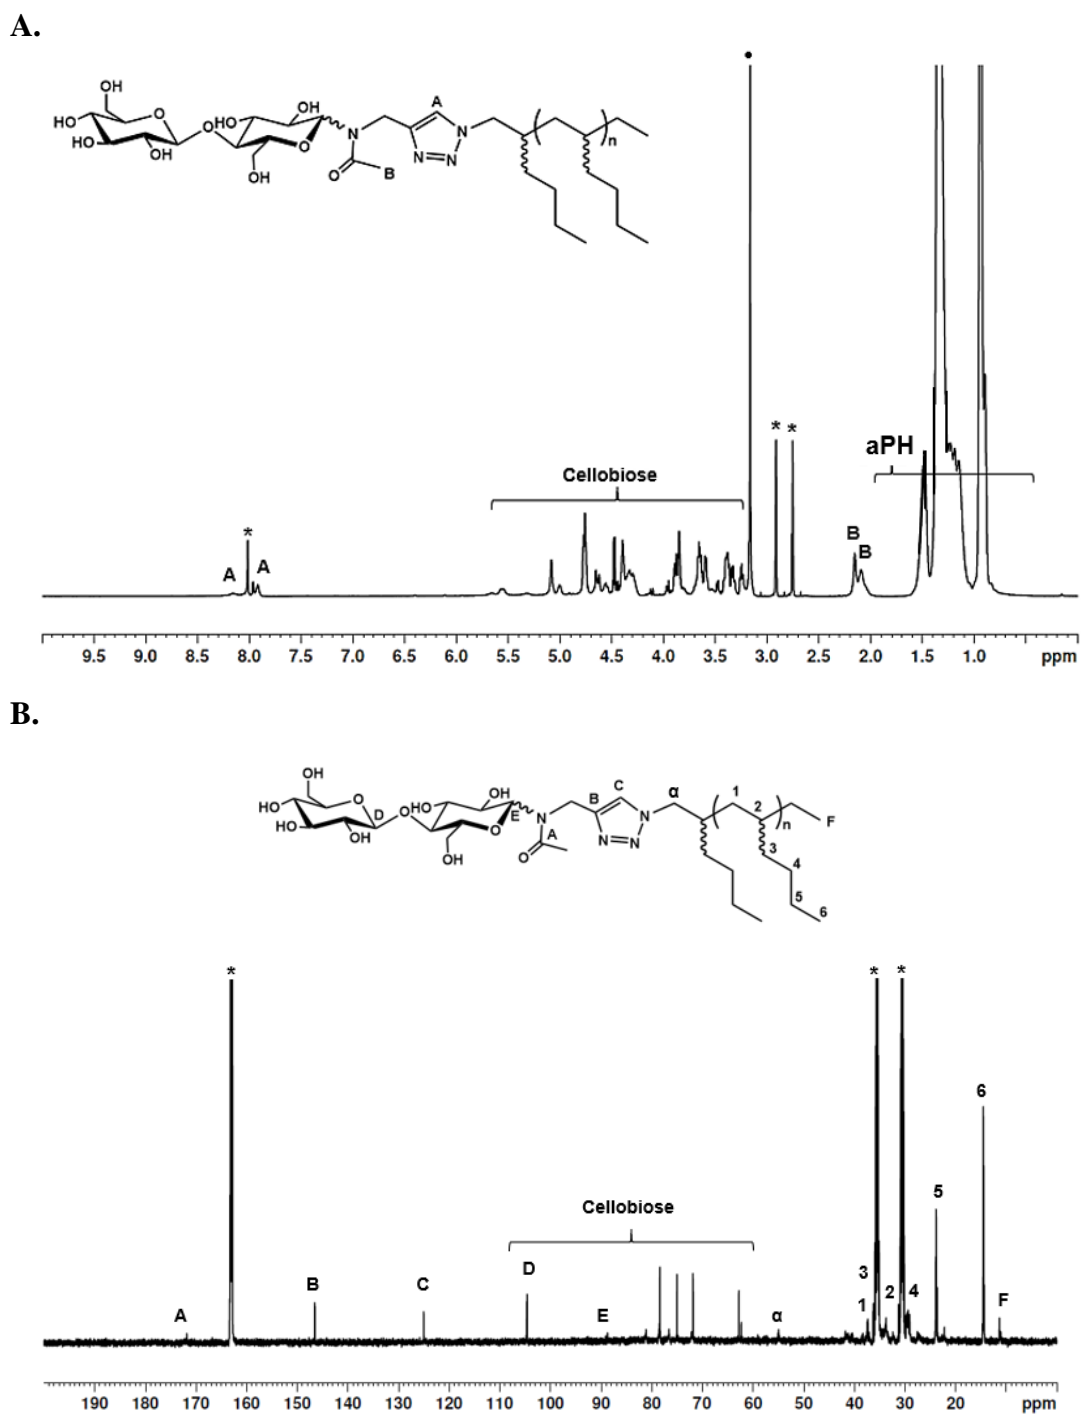 A.
•
OH
HO
O
HO
OH
O
HO
OH
O
OH
N
O
B
A
N
N
N
n
aPH
Cellobiose
* *
*
A A
B B
9.5 9.0 8.5 8.0 7.5 7.0 6.5 6.0 5.5 5.0 4.5 4.0 3.5 3.0 2.5 2.0 1.5 1.0 ppm
B.
OH
HO
O
HO
OH
D
O
HO
OH
O
OH
E
N
A
O
B
C
N
N
N
α
1
2
n
F
3
4
5
6
* * *
6
5
Cellobiose
A B C D E α 3 1 2 4 F
190 180 170 160 150 140 130 120 110 100 90 80 70 60 50 40 30 20 ppm